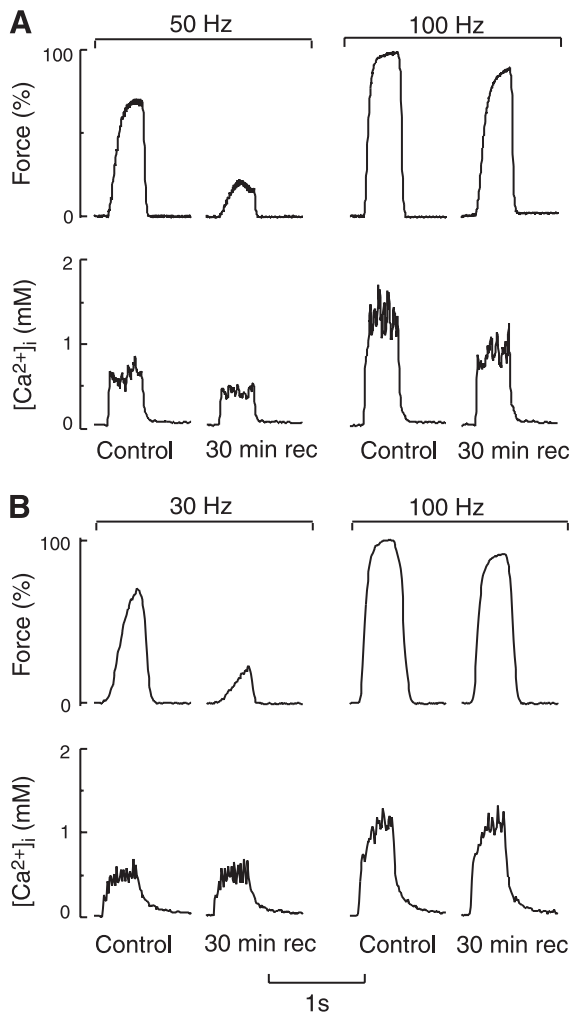 A
50 Hz
100 Hz
Force (%)
100
0
[Ca²⁺]ᵢ (mM)
2
1
0
Control
30 min rec
Control
30 min rec
B
30 Hz
100 Hz
Force (%)
100
0
[Ca²⁺]ᵢ (mM)
2
1
0
Control
30 min rec
Control
30 min rec
1s